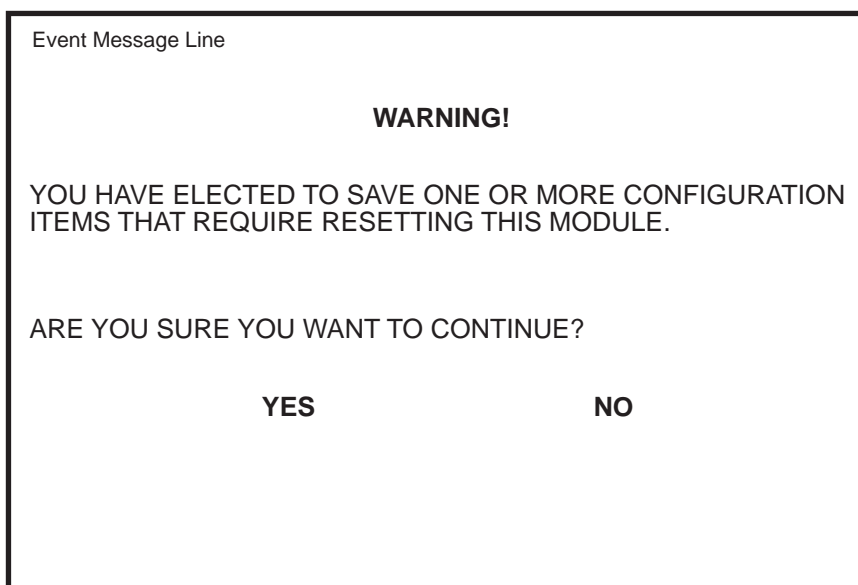 Event Message Line
WARNING!
YOU HAVE ELECTED TO SAVE ONE OR MORE CONFIGURATION
ITEMS THAT REQUIRE RESETTING THIS MODULE.
ARE YOU SURE YOU WANT TO CONTINUE?
YES NO